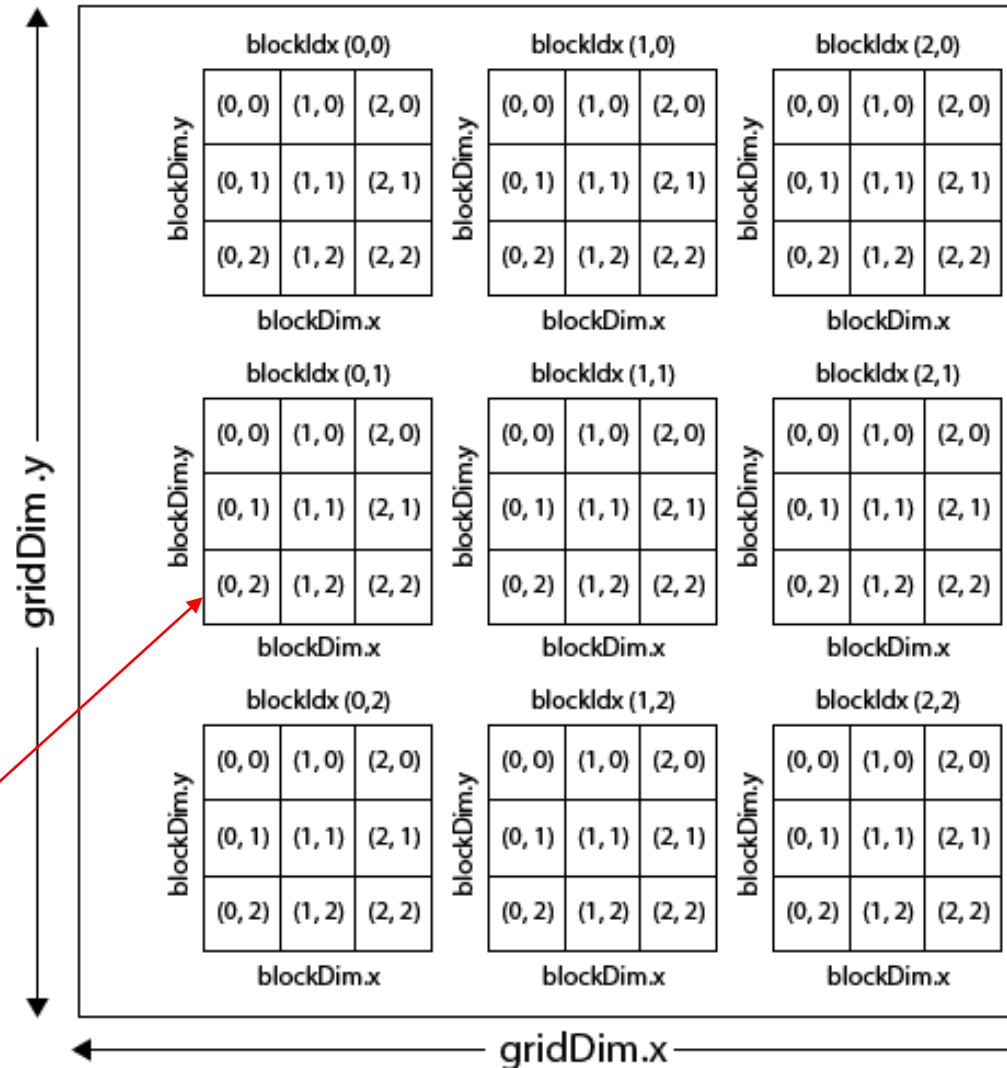 blockIdx (0,0) blockIdx (1,0) blockIdx (2,0)
(0, 0) (1, 0) (2, 0) (0, 0) (1, 0) (2, 0) (0, 0) (1, 0) (2, 0)
blockDim.y blockDim.y blockDim.y
(0, 1) (1, 1) (2, 1) (0, 1) (1, 1) (2, 1) (0, 1) (1, 1) (2, 1)
(0, 2) (1, 2) (2, 2) (0, 2) (1, 2) (2, 2) (0, 2) (1, 2) (2, 2)
blockDim.x blockDim.x blockDim.x
blockIdx (0,1) blockIdx (1,1) blockIdx (2,1)
(0, 0) (1, 0) (2, 0) (0, 0) (1, 0) (2, 0) (0, 0) (1, 0) (2, 0)
blockDim.y blockDim.y blockDim.y
(0, 1) (1, 1) (2, 1) (0, 1) (1, 1) (2, 1) (0, 1) (1, 1) (2, 1)
gridDim .y
(0, 2) (1, 2) (2, 2) (0, 2) (1, 2) (2, 2) (0, 2) (1, 2) (2, 2)
blockDim.x blockDim.x blockDim.x
blockIdx (0,2) blockIdx (1,2) blockIdx (2,2)
(0, 0) (1, 0) (2, 0) (0, 0) (1, 0) (2, 0) (0, 0) (1, 0) (2, 0)
blockDim.y blockDim.y blockDim.y
(0, 1) (1, 1) (2, 1) (0, 1) (1, 1) (2, 1) (0, 1) (1, 1) (2, 1)
(0, 2) (1, 2) (2, 2) (0, 2) (1, 2) (2, 2) (0, 2) (1, 2) (2, 2)
blockDim.x blockDim.x blockDim.x
gridDim.x